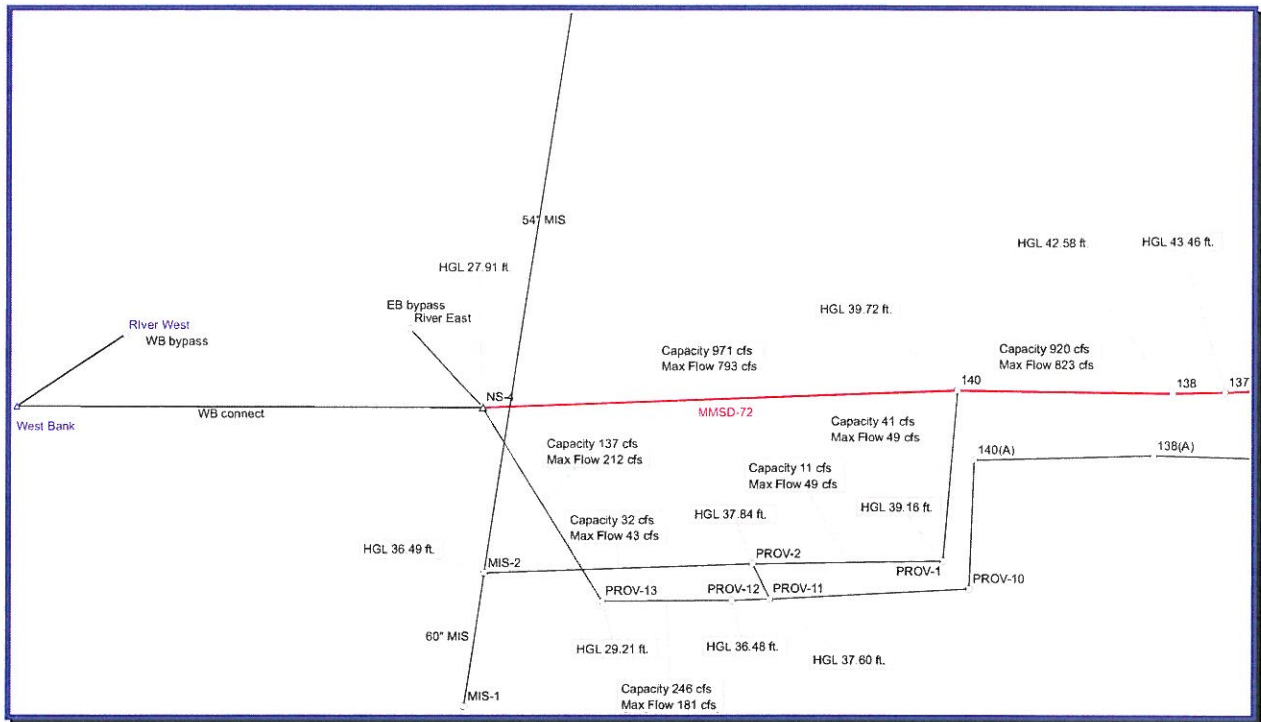 54" MIS
HGL 42.58 ft.
HGL 43.46 ft.
HGL 27.91 ft.
EB bypass
River East
HGL 39.72 ft.
River West
WB bypass
Capacity 971 cfs
Max Flow 793 cfs
Capacity 920 cfs
Max Flow 823 cfs
140
138
137
NS-4
WB connect
West Bank
MMSD-72
Capacity 41 cfs
Max Flow 49 cfs
Capacity 137 cfs
Max Flow 212 cfs
140(A)
138(A)
Capacity 11 cfs
Max Flow 49 cfs
Capacity 32 cfs
Max Flow 43 cfs
HGL 37.84 ft.
HGL 39.16 ft.
HGL 36.49 ft.
MIS-2
PROV-2
PROV-1
PROV-13
PROV-12
PROV-11
PROV-10
60" MIS
HGL 29.21 ft.
HGL 36.48 ft.
HGL 37.60 ft.
MIS-1
Capacity 246 cfs
Max Flow 181 cfs